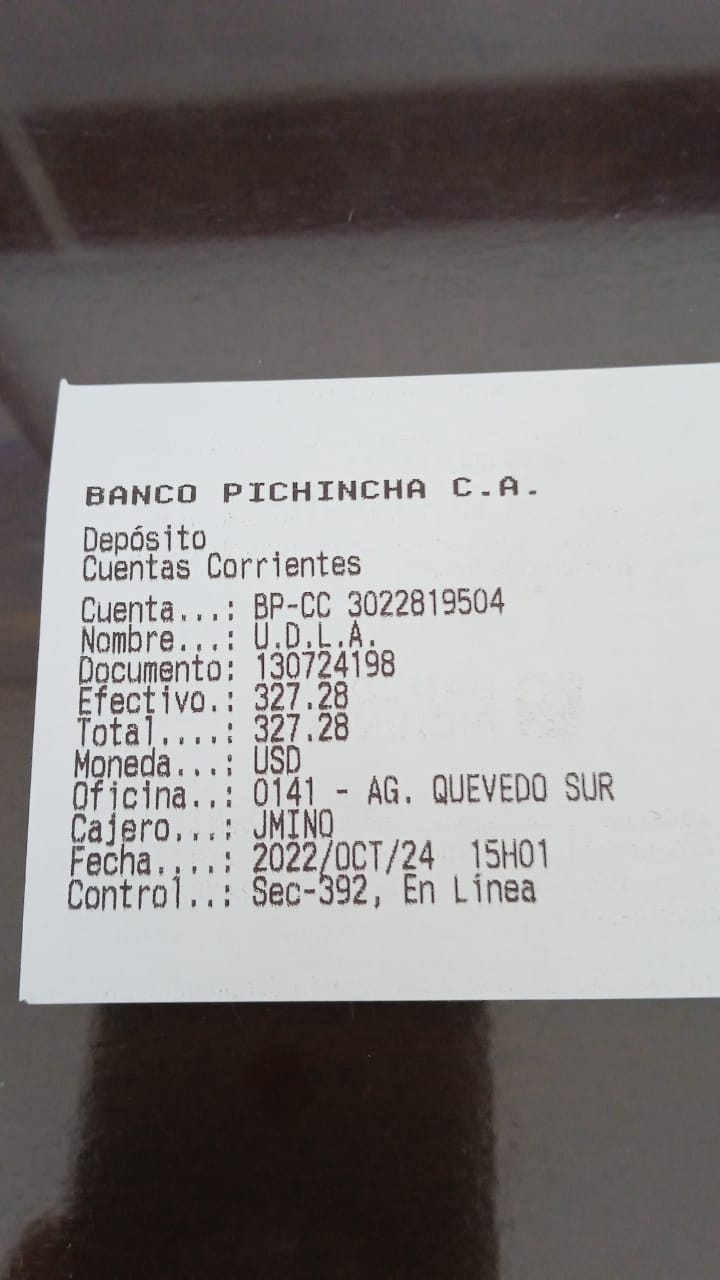 BANCO PICHINCHA C.A.
Depósito
Cuentas Corrientes
Cuenta...: BP-CC 3022819504
Nombre...: U.D.L.A.
Documento: 130724198
Efectivo.: 327.28
Total....: 327.28
Moneda...: USD
Oficina..: 0141 - AG. QUEVEDO SUR
Cajero...: JMINO
Fecha....: 2022/OCT/24 15H01
Control..: Sec-392, En Línea